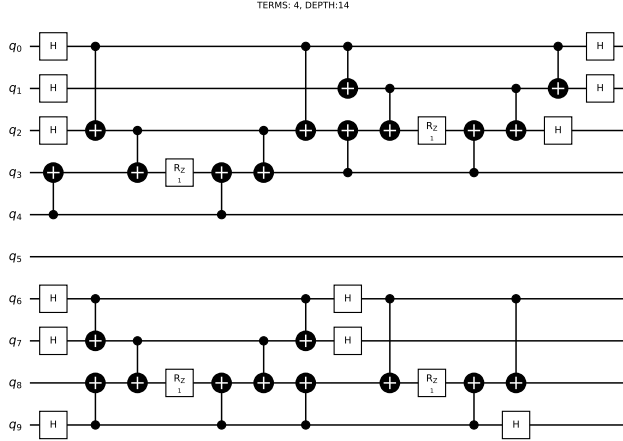 TERMS: 4, DEPTH:14
q0 H H
q1 H H
q2 H RZ 1 H
q3 RZ 1
q4
q5
q6 H H
q7 H H
q8 RZ 1 RZ 1
q9 H H